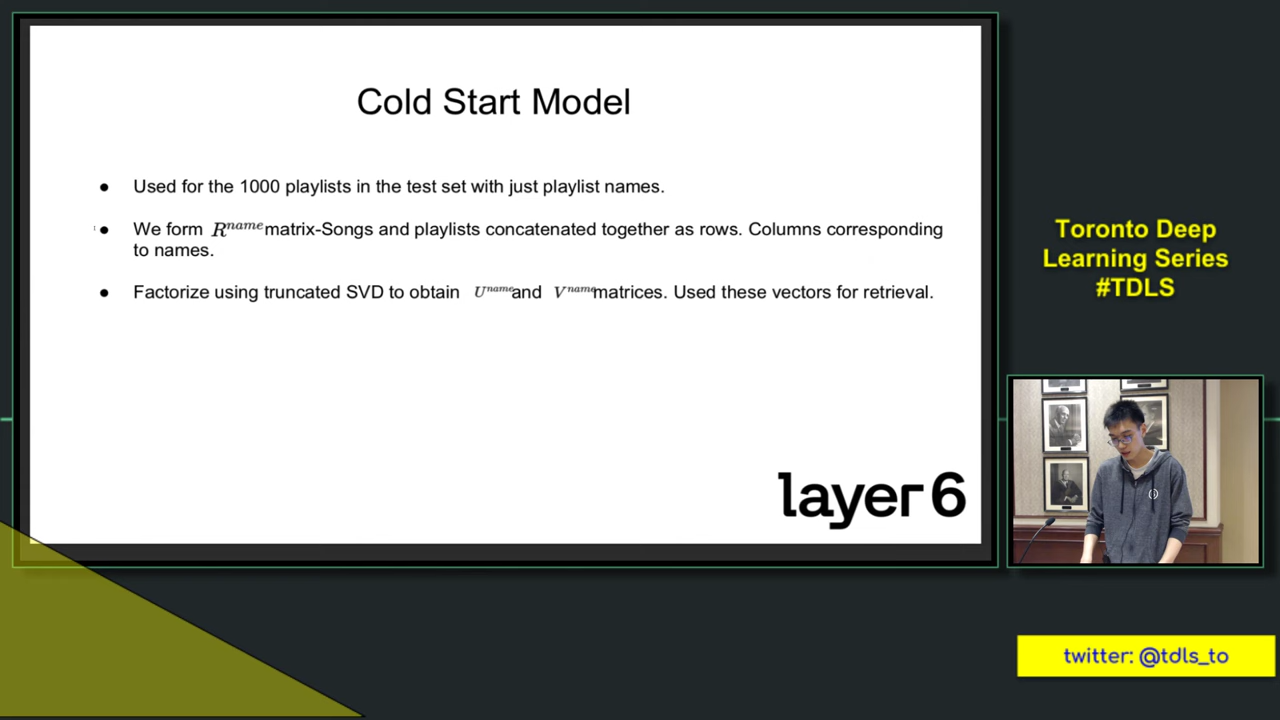 Cold Start Model
● Used for the 1000 playlists in the test set with just playlist names.
● We form R^name matrix-Songs and playlists concatenated together as rows. Columns corresponding
to names.
● Factorize using truncated SVD to obtain U^name and V^name matrices. Used these vectors for retrieval.
layer 6
Toronto Deep
Learning Series
#TDLS
twitter: @tdls_to